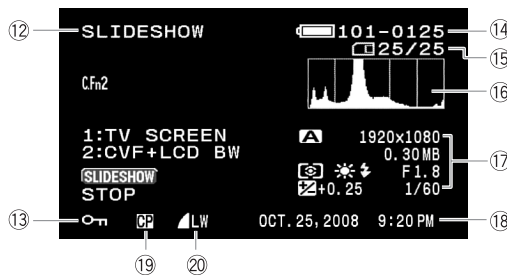 ⑫ SLIDESHOW 101-0125 ⑭
25/25 ⑮
C.Fn2 ⑯
1:TV SCREEN A 1920x1080
2:CVF+LCD BW 0.30MB ⑰
SLIDESHOW F1.8
STOP +0.25 1/60
⑬ CP LW OCT.25,2008 9:20PM ⑱
⑲ ⑳